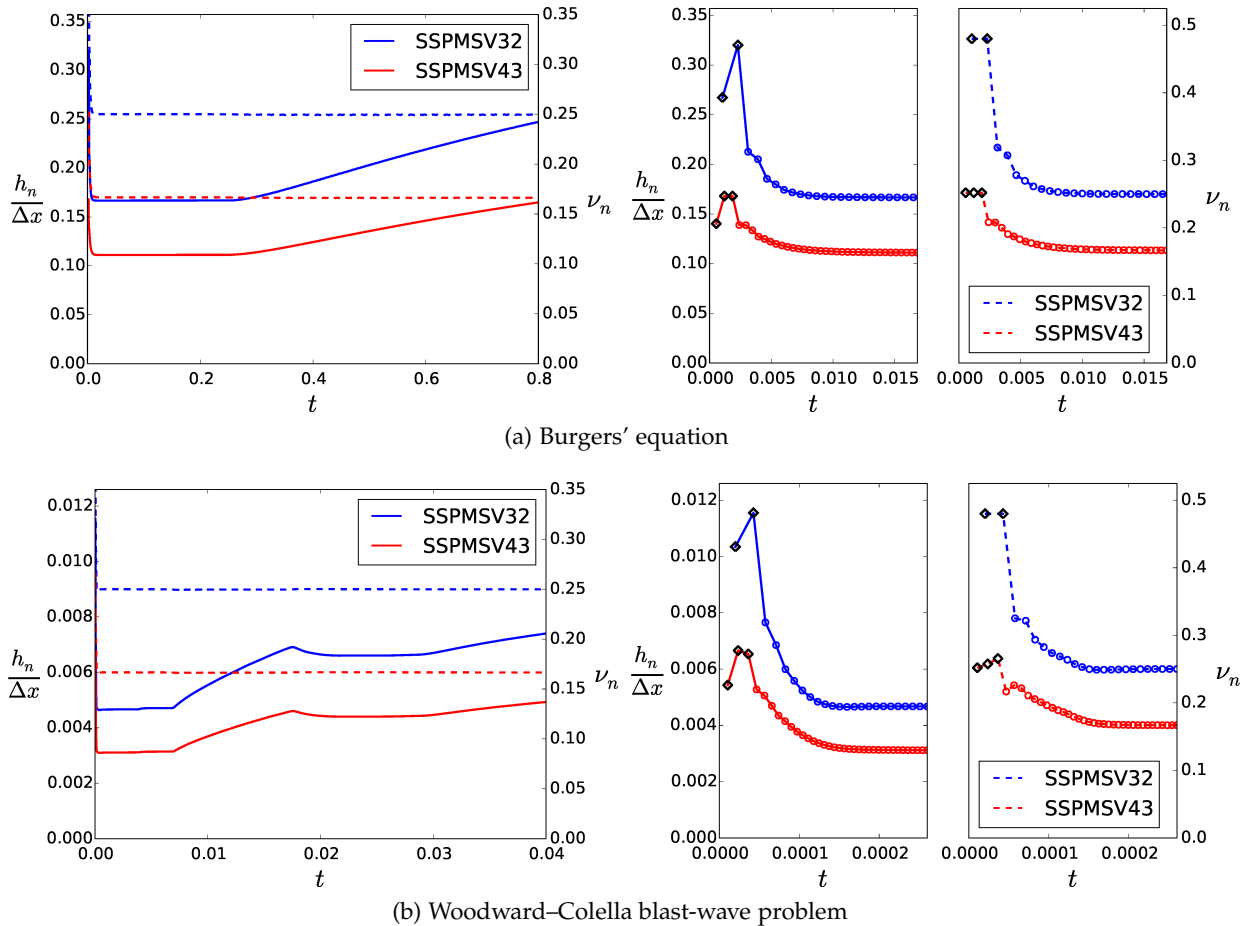 0.35
0.30
0.25
0.20
0.15
0.10
0.05
0.00
h_n
Δx
0.0 0.2 0.4 0.6 0.8
t
0.35
0.30
0.25
0.20
0.15
0.10
0.05
0.00
ν_n
SSPMSV32
SSPMSV43
0.35
0.30
0.25
0.20
0.15
0.10
0.05
0.00
h_n
Δx
0.000 0.005 0.010 0.015
t
0.5
0.4
0.3
0.2
0.1
0.0
ν_n
SSPMSV32
SSPMSV43
0.000 0.005 0.010 0.015
t
(a) Burgers’ equation
0.012
0.010
0.008
0.006
0.004
0.002
0.000
h_n
Δx
0.00 0.01 0.02 0.03 0.04
t
0.35
0.30
0.25
0.20
0.15
0.10
0.05
0.00
ν_n
SSPMSV32
SSPMSV43
0.012
0.010
0.008
0.006
0.004
0.002
0.000
h_n
Δx
0.0000 0.0001 0.0002
t
0.5
0.4
0.3
0.2
0.1
0.0
ν_n
SSPMSV32
SSPMSV43
0.0000 0.0001 0.0002
t
(b) Woodward–Colella blast-wave problem